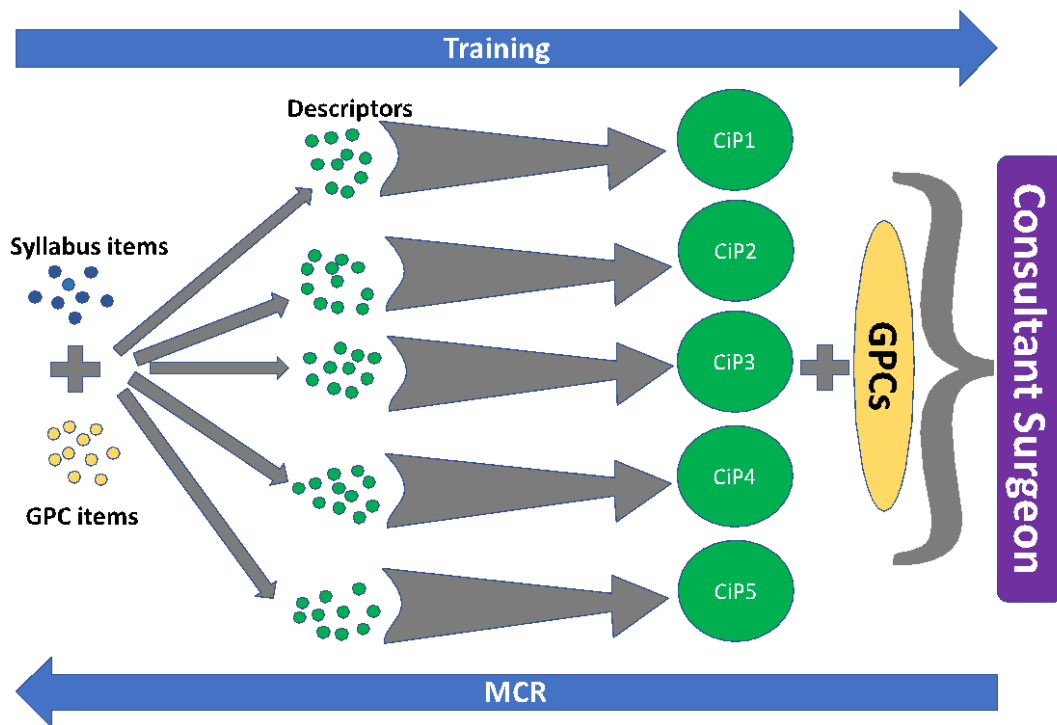 Training
Descriptors
CiP1
Syllabus items
CiP2
CiP3
GPCs
Consultant Surgeon
CiP4
GPC items
CiP5
MCR